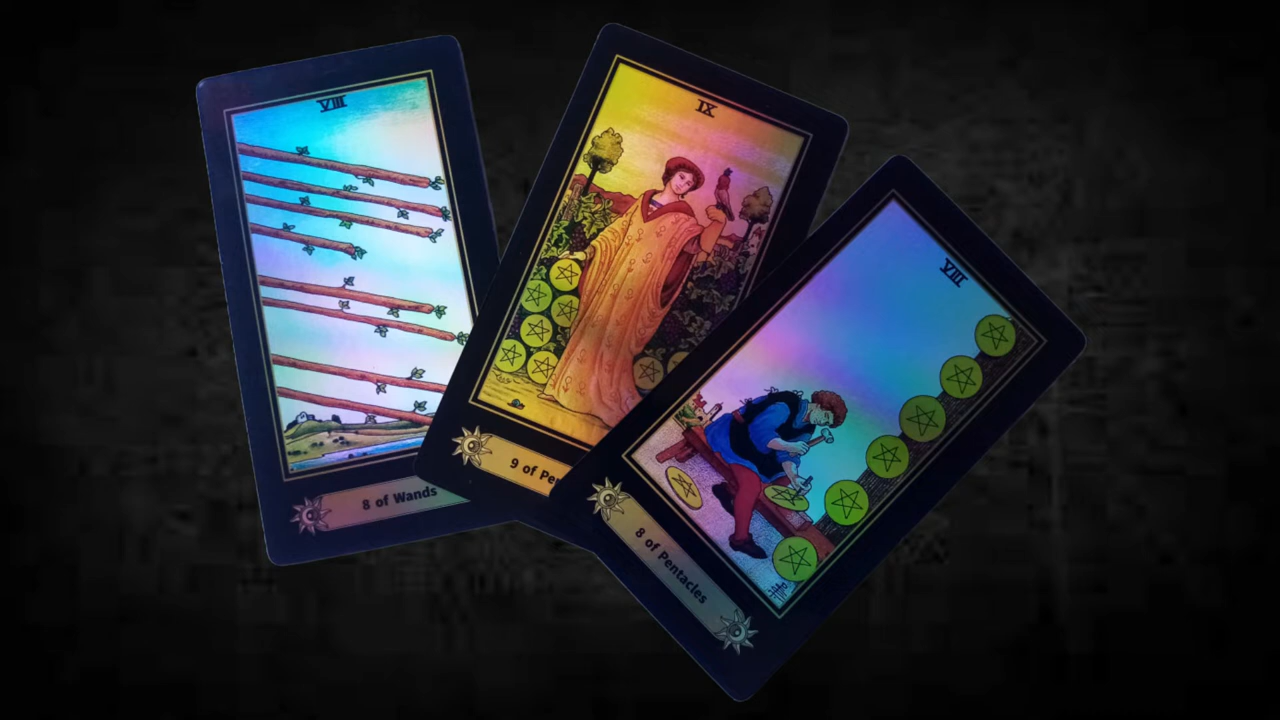 VIII
8 of Wands
IX
9 of Pe
VIII
8 of Pentacles